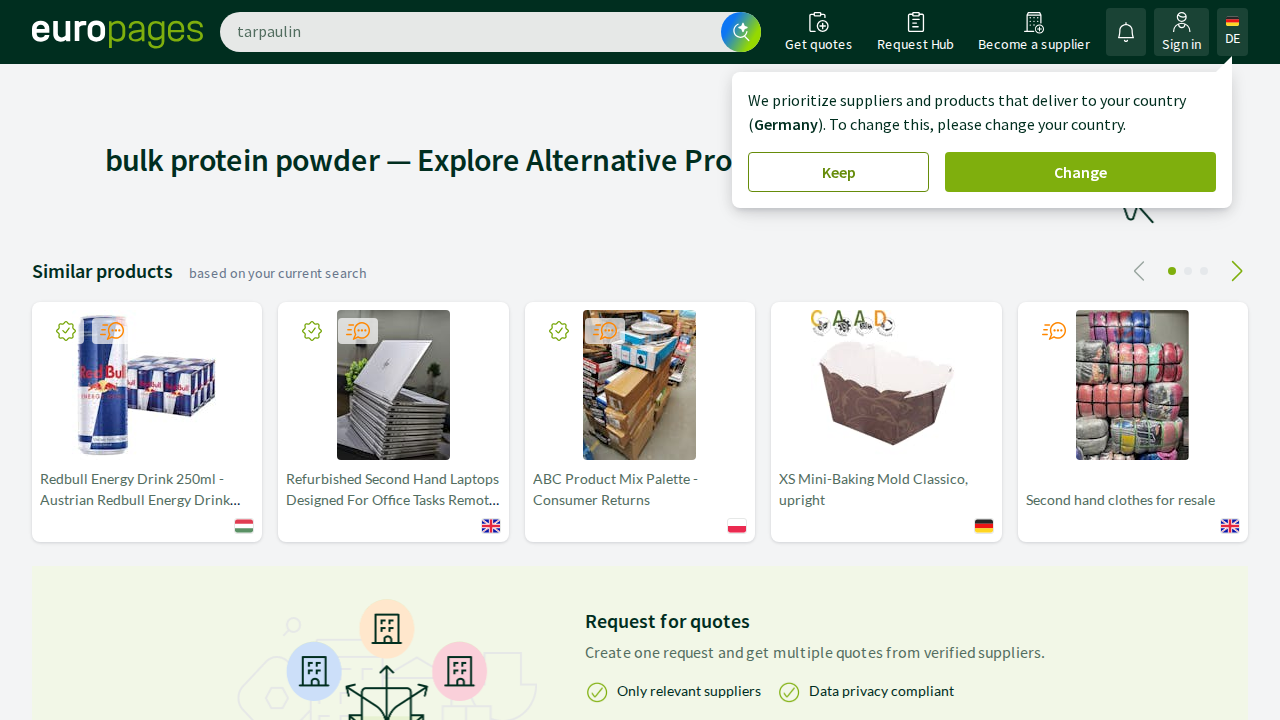 europages
tarpaulin
Get quotes
Request Hub
Become a supplier
Sign in
DE
We prioritize suppliers and products that deliver to your country
(Germany). To change this, please change your country.
Keep
Change
bulk protein powder — Explore Alternative Pro
Similar products
based on your current search
RedBull
CAAD
Redbull Energy Drink 250ml -
Austrian Redbull Energy Drink...
Refurbished Second Hand Laptops
Designed For Office Tasks Remot...
ABC Product Mix Palette -
Consumer Returns
XS Mini-Baking Mold Classico,
upright
Second hand clothes for resale
Request for quotes
Create one request and get multiple quotes from verified suppliers.
Only relevant suppliers
Data privacy compliant